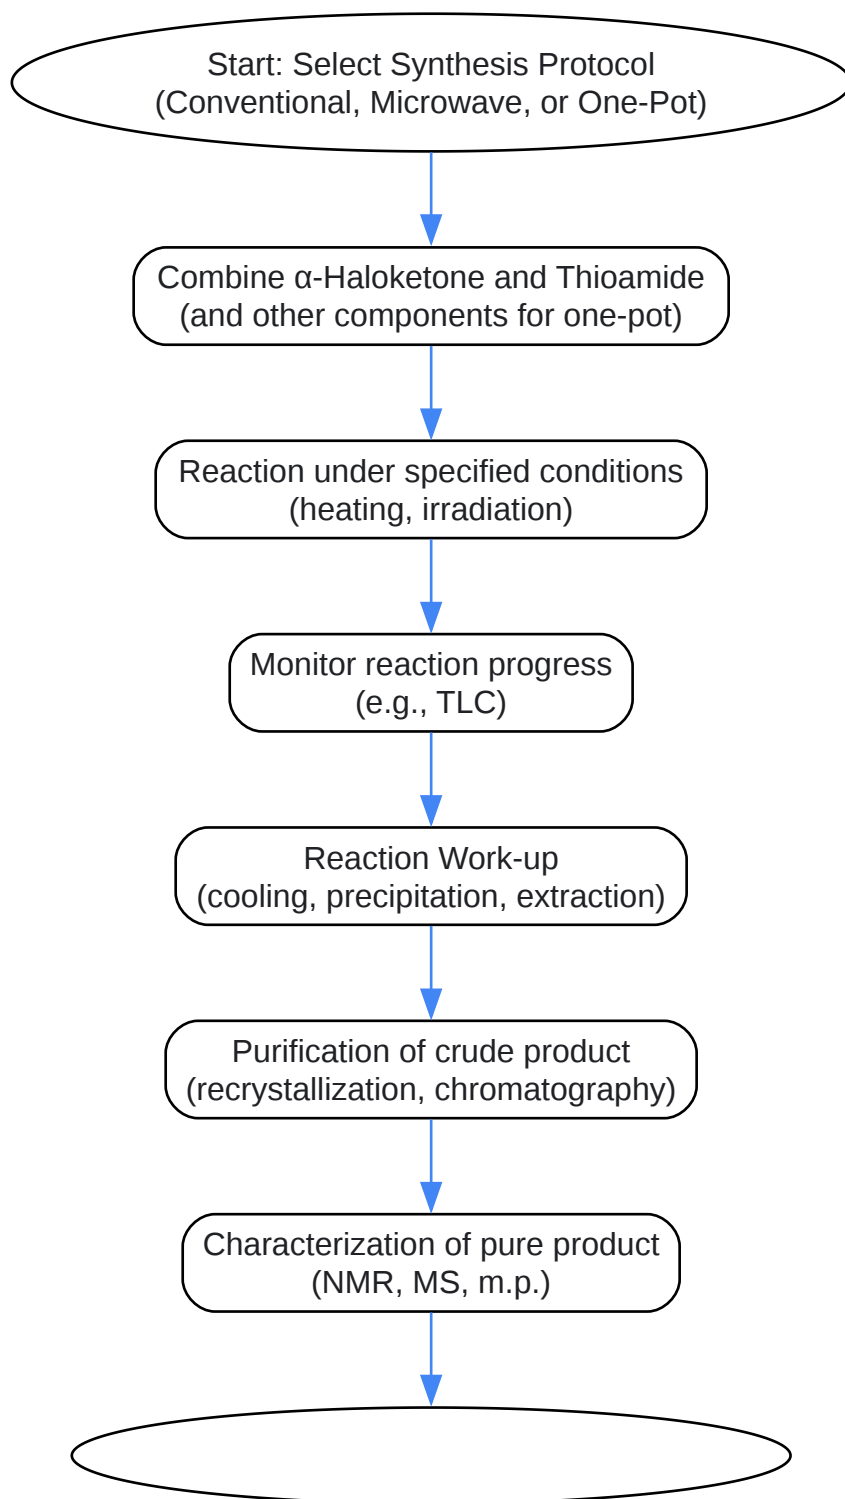 Start: Select Synthesis Protocol
(Conventional, Microwave, or One-Pot)
Combine α-Haloketone and Thioamide
(and other components for one-pot)
Reaction under specified conditions
(heating, irradiation)
Monitor reaction progress
(e.g., TLC)
Reaction Work-up
(cooling, precipitation, extraction)
Purification of crude product
(recrystallization, chromatography)
Characterization of pure product
(NMR, MS, m.p.)